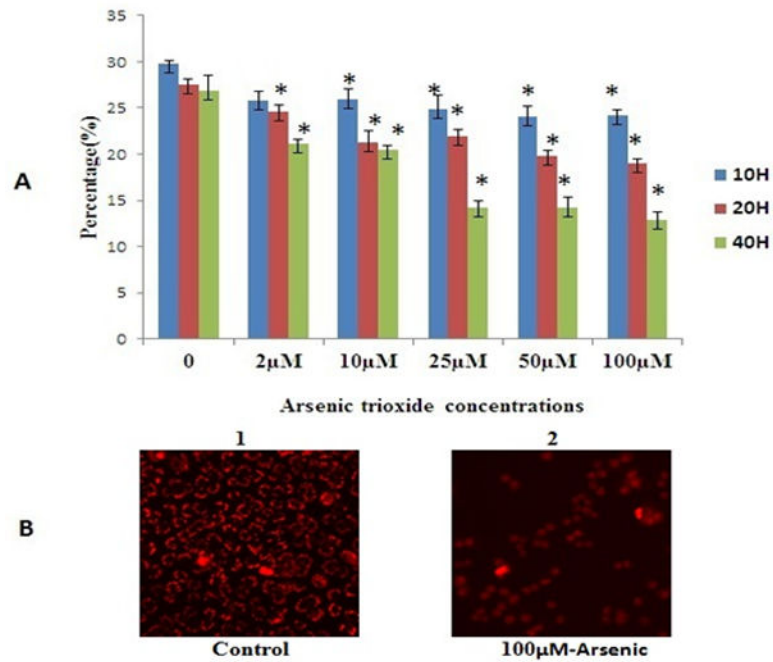 A
Percentage(%)
35
30
25
20
15
10
5
0
* * * * * * * * * * * * * *
10H
20H
40H
0 2µM 10µM 25µM 50µM 100µM
Arsenic trioxide concentrations
B
1 2
Control 100µM-Arsenic